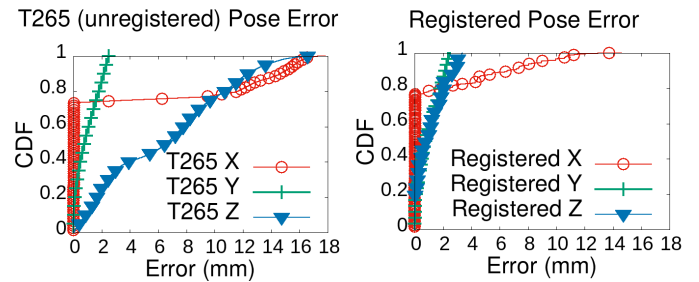 T265 (unregistered) Pose Error
CDF
1
0.8
0.6
0.4
0.2
0
T265 X
T265 Y
T265 Z
0 2 4 6 8 10 12 14 16 18
Error (mm)
Registered Pose Error
CDF
1
0.8
0.6
0.4
0.2
0
Registered X
Registered Y
Registered Z
0 2 4 6 8 10 12 14 16 18
Error (mm)